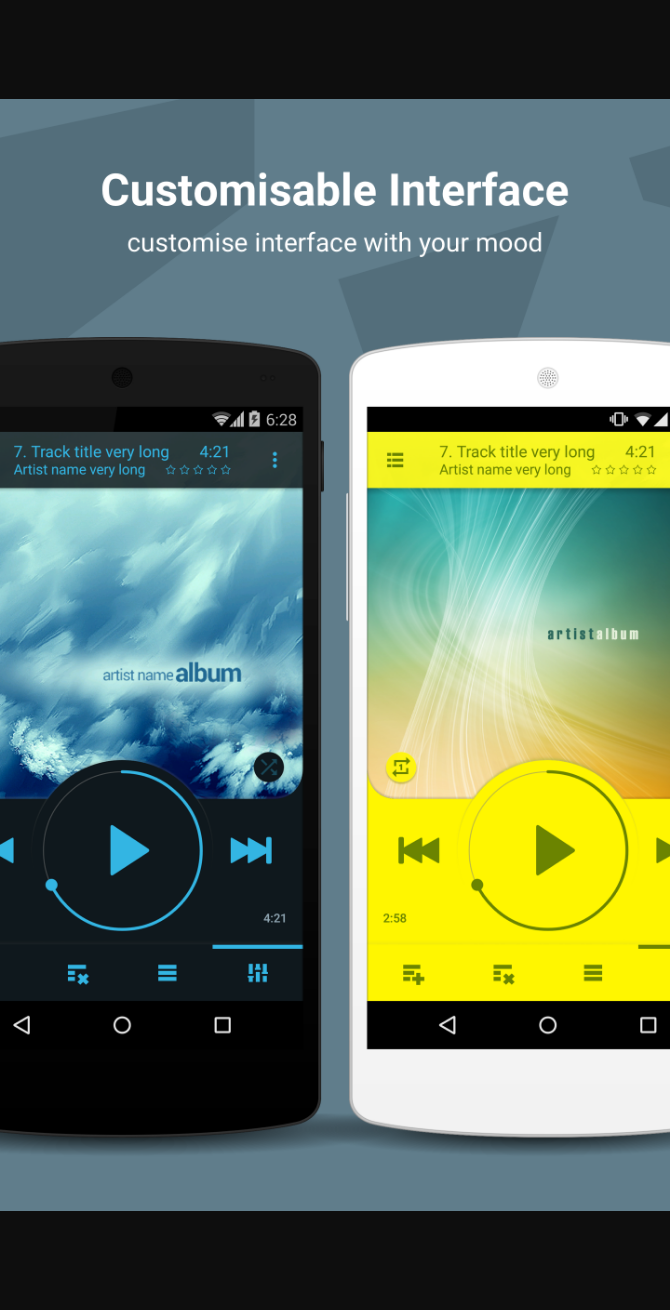 Customisable Interface
customise interface with your mood
6:28
7. Track title very long 4:21
Artist name very long
artist name album
4:21
7. Track title very long 4:21
Artist name very long
artistalbum
1
2:58